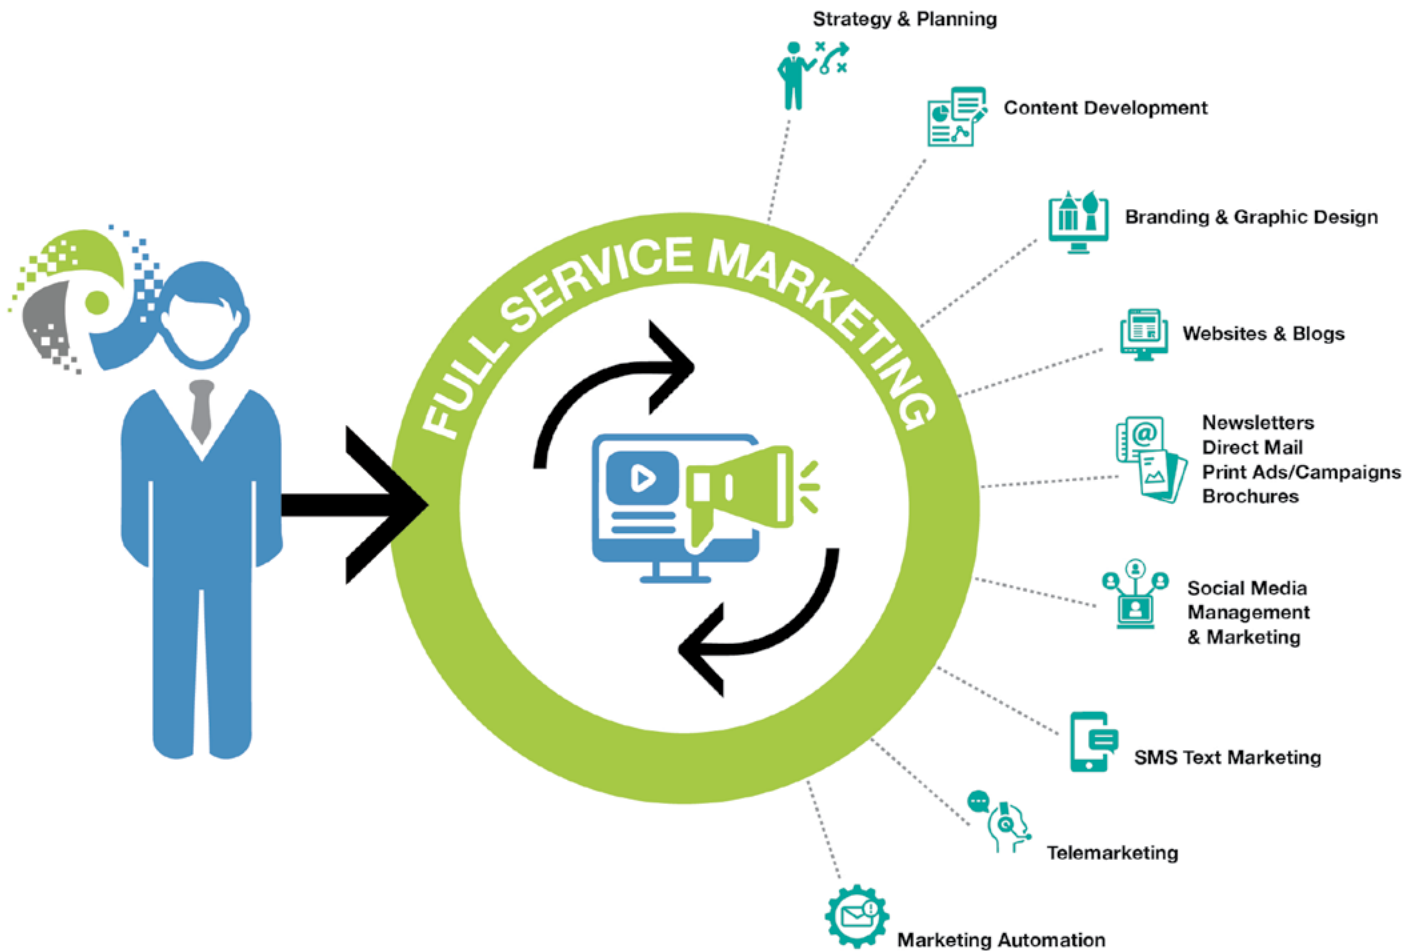 Strategy & Planning
Content Development
Branding & Graphic Design
FULL SERVICE MARKETING
Websites & Blogs
Newsletters
Direct Mail
Print Ads/Campaigns
Brochures
Social Media
Management
& Marketing
SMS Text Marketing
Telemarketing
Marketing Automation